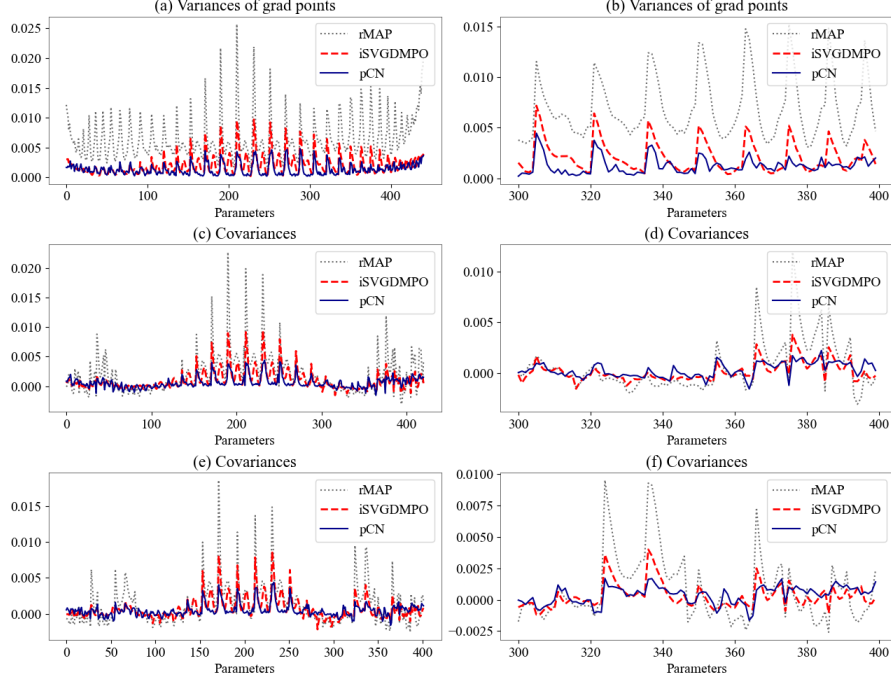 (a) Variances of grad points
0.025
0.020
0.015
0.010
0.005
0.000
rMAP
iSVGDMPO
pCN
0
100
200
300
400
Parameters
(b) Variances of grad points
0.015
0.010
0.005
0.000
rMAP
iSVGDMPO
pCN
300
320
340
360
380
400
Parameters
(c) Covariances
0.020
0.015
0.010
0.005
0.000
rMAP
iSVGDMPO
pCN
0
100
200
300
400
Parameters
(d) Covariances
0.010
0.005
0.000
rMAP
iSVGDMPO
pCN
300
320
340
360
380
400
Parameters
(e) Covariances
0.015
0.010
0.005
0.000
rMAP
iSVGDMPO
pCN
0
50
100
150
200
250
300
350
400
Parameters
(f) Covariances
0.0100
0.0075
0.0050
0.0025
0.0000
−0.0025
rMAP
iSVGDMPO
pCN
300
320
340
360
380
400
Parameters